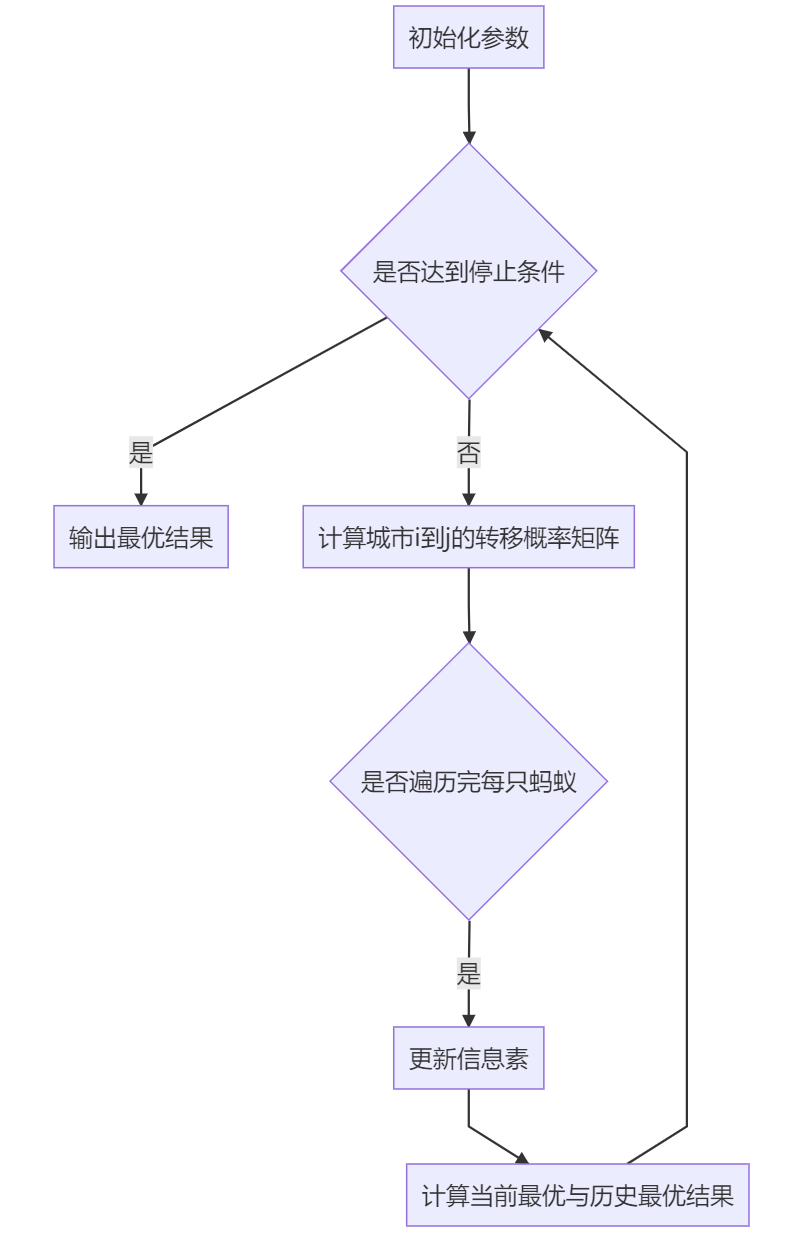 初始化参数
是否达到停止条件
是
否
输出最优结果
计算城市i到j的转移概率矩阵
是否遍历完每只蚂蚁
是
更新信息素
计算当前最优与历史最优结果